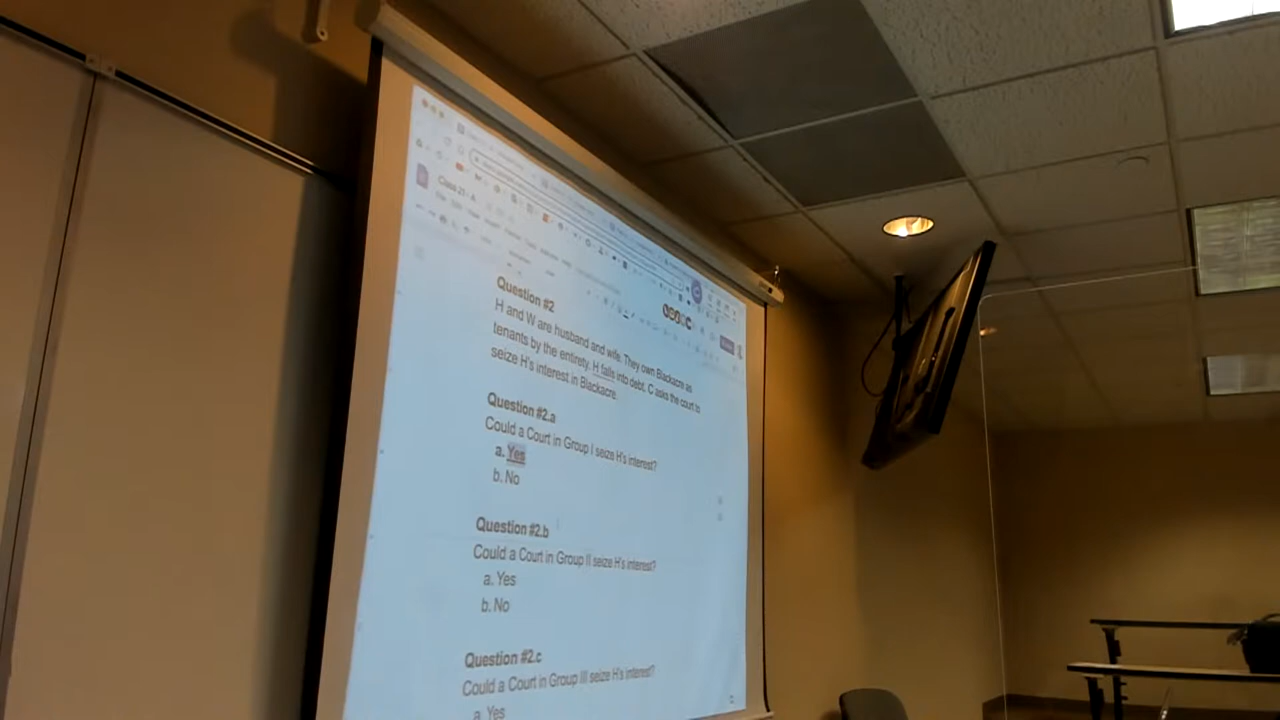 Class 21 - A
Question #2
H and W are husband and wife. They own Blackacre as
tenants by the entirety. H falls into debt. C asks the court to
seize H's interest in Blackacre.
Question #2.a
Could a Court in Group I seize H's interest?
a. Yes
b. No
Question #2.b
Could a Court in Group II seize H's interest?
a. Yes
b. No
Question #2.c
Could a Court in Group III seize H's interest?
a. Yes